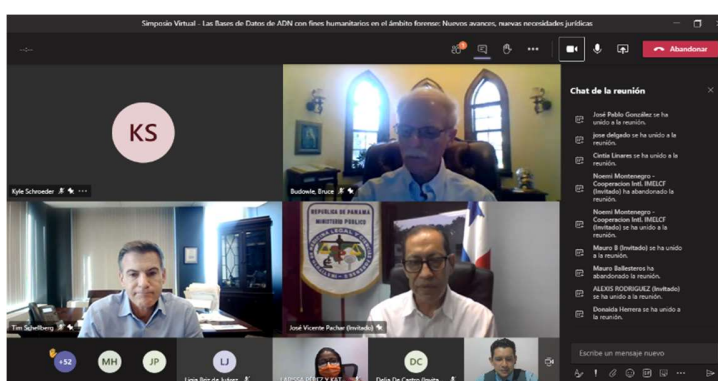 Simposio Virtual - Las Bases de Datos de ADN con fines humanitarios en el ámbito forense: Nuevos avances, nuevas necesidades jurídicas
Abandonar
KS
Kyle Schroeder
Budowle, Bruce
REPUBLICA DE PANAMA
MINISTERIO PÚBLICO
Tim Schellberg
José Vicente Pachar (Invitado)
+52
MH
JP
LJ
DC
Chat de la reunión
José Pablo González se ha
unido a la reunión.
jose delgado se ha unido a la
reunión.
Cintia Linares se ha unido a la
reunión.
Noemi Montenegro -
Cooperacion Intl. IMELCF
(Invitado) ha abandonado la
reunión.
Noemi Montenegro -
Cooperacion Intl. IMELCF
(Invitado) se ha unido a la
reunión.
Mauro B (Invitado) se ha unido
a la reunión.
Mauro Ballesteros ha
abandonado la reunión.
ALEXIS RODRIGUEZ (Invitado)
se ha unido a la reunión.
Donaida Herrera se ha unido a
la reunión.
Escribe un mensaje nuevo